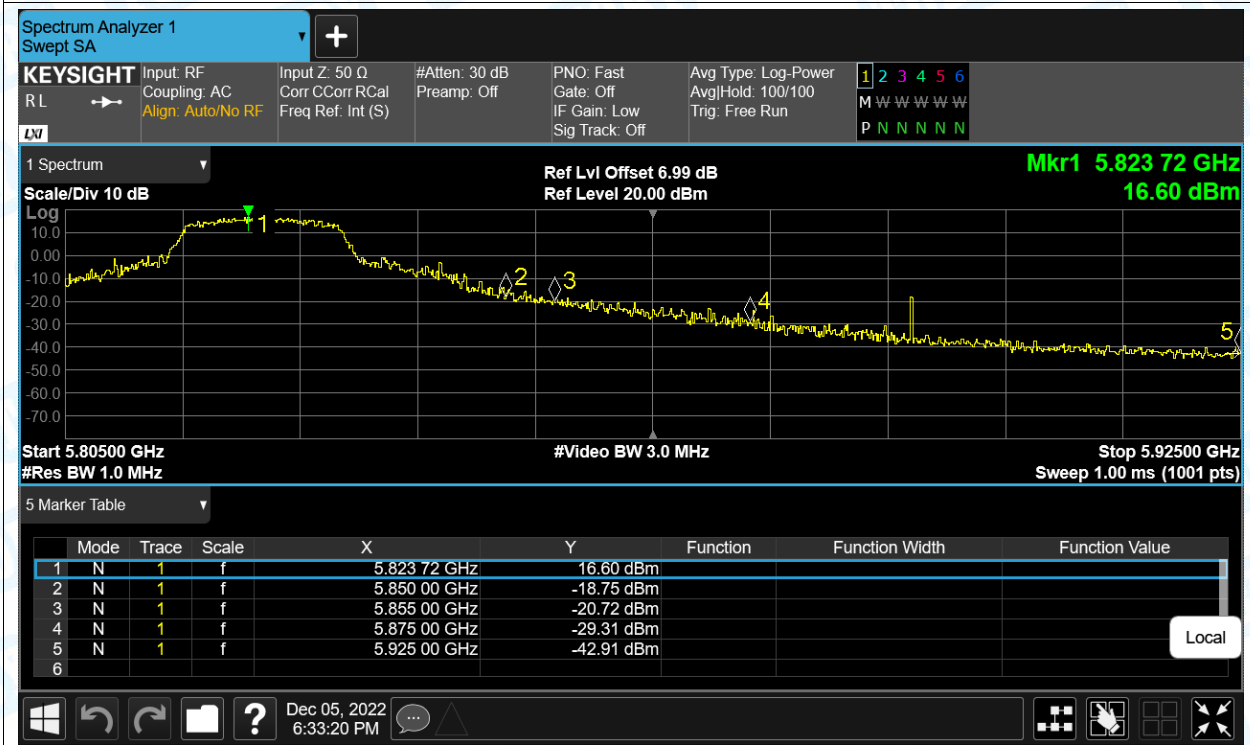 Spectrum Analyzer 1
Swept SA
KEYSIGHT
R L
LXI
Input: RF
Coupling: AC
Align: Auto/No RF
Input Z: 50 Ω
Corr CCorr RCal
Freq Ref: Int (S)
#Atten: 30 dB
Preamp: Off
PNO: Fast
Gate: Off
IF Gain: Low
Sig Track: Off
Avg Type: Log-Power
Avg|Hold: 100/100
Trig: Free Run
1 2 3 4 5 6
M W W W W W
P N N N N N
1 Spectrum
Scale/Div 10 dB
Ref Lvl Offset 6.99 dB
Ref Level 20.00 dBm
Mkr1 5.823 72 GHz
16.60 dBm
Log
10.0
0.00
-10.0
-20.0
-30.0
-40.0
-50.0
-60.0
-70.0
1
2
3
4
5
Start 5.80500 GHz
#Video BW 3.0 MHz
Stop 5.92500 GHz
#Res BW 1.0 MHz
Sweep 1.00 ms (1001 pts)
5 Marker Table
Mode Trace Scale X Y Function Function Width Function Value
1 N 1 f 5.823 72 GHz 16.60 dBm
2 N 1 f 5.850 00 GHz -18.75 dBm
3 N 1 f 5.855 00 GHz -20.72 dBm
4 N 1 f 5.875 00 GHz -29.31 dBm
5 N 1 f 5.925 00 GHz -42.91 dBm
6
Local
?
Dec 05, 2022
6:33:20 PM